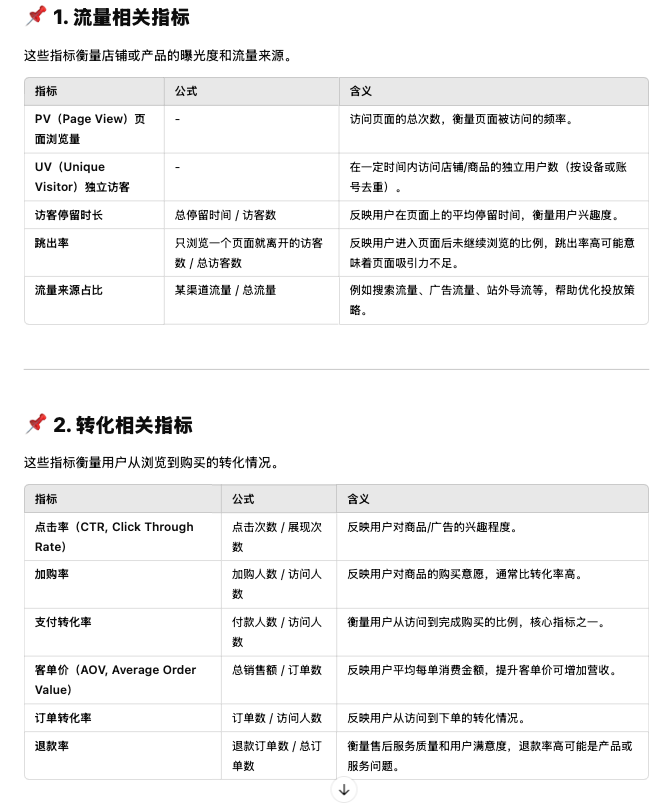 1. 流量相关指标
这些指标衡量店铺或产品的曝光度和流量来源。
指标 公式 含义
PV（Page View）页 - 访问页面的总次数，衡量页面被访问的频率。
面浏览量
UV（Unique - 在一定时间内访问店铺/商品的独立用户数（按设备或账
Visitor）独立访客 号去重）。
访客停留时长 总停留时间 / 访客数 反映用户在页面上的平均停留时间，衡量用户兴趣度。
跳出率 只浏览一个页面就离开的访客 反映用户进入页面后未继续浏览的比例，跳出率高可能意
数 / 总访客数 味着页面吸引力不足。
流量来源占比 某渠道流量 / 总流量 例如搜索流量、广告流量、站外导流等，帮助优化投放策
略。
2. 转化相关指标
这些指标衡量用户从浏览到购买的转化情况。
指标 公式 含义
点击率（CTR, Click Through 点击次数 / 展现次 反映用户对商品/广告的兴趣程度。
Rate） 数
加购率 加购人数 / 访问人 反映用户对商品的购买意愿，通常比转化率高。
数
支付转化率 付款人数 / 访问人 衡量用户从访问到完成购买的比例，核心指标之一。
数
客单价（AOV, Average Order 总销售额 / 订单数 反映用户平均每单消费金额，提升客单价可增加营收。
Value）
订单转化率 订单数 / 访问人数 反映用户从访问到下单的转化情况。
退款率 退款订单数 / 总订 衡量售后服务质量和用户满意度，退款率高可能是产品或
单数 服务问题。